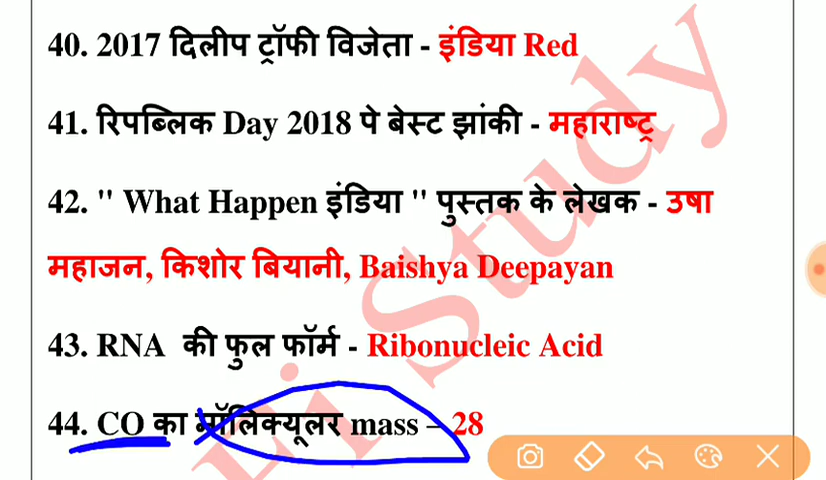 40. 2017 दिलीप ट्रॉफी विजेता - इंडिया Red
41. रिपब्लिक Day 2018 पे बेस्ट झांकी - महाराष्ट्र
42. " What Happen इंडिया " पुस्तक के लेखक - उषा
महाजन, किशोर बियानी, Baishya Deepayan
43. RNA की फुल फॉर्म - Ribonucleic Acid
44. CO का मॉलिक्यूलर mass – 28
Study